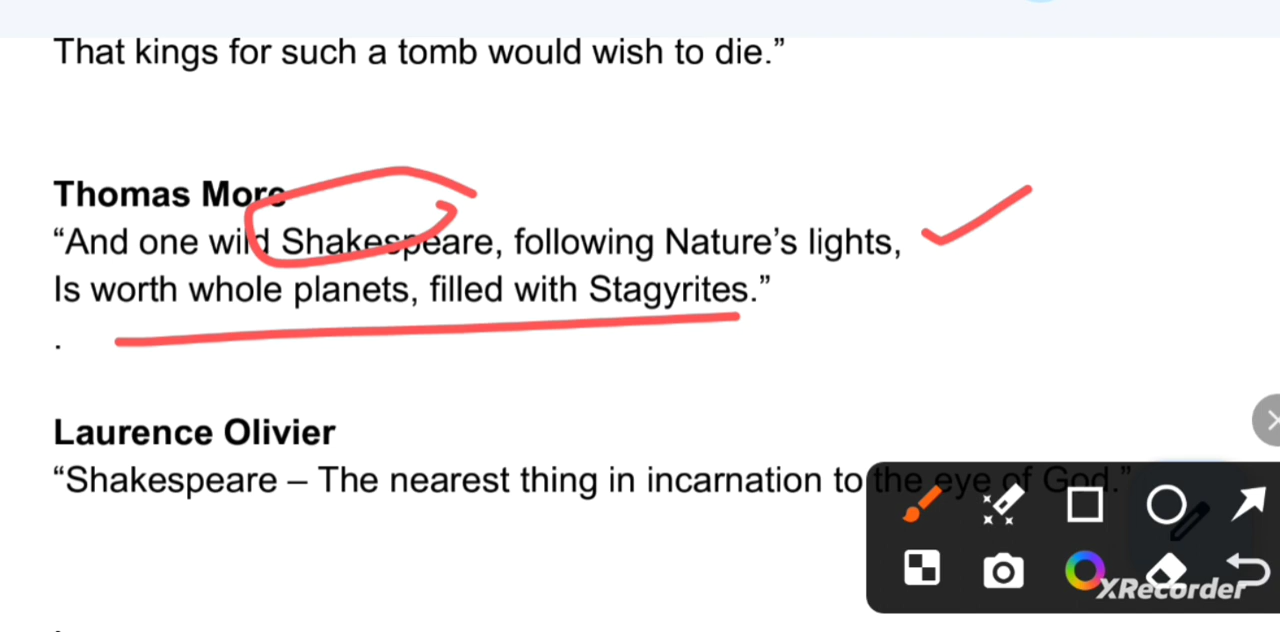 That kings for such a tomb would wish to die.”
Thomas More
“And one wild Shakespeare, following Nature’s lights,
Is worth whole planets, filled with Stagyrites.”
.
Laurence Olivier
“Shakespeare – The nearest thing in incarnation to the eye of God.”
XRecorder